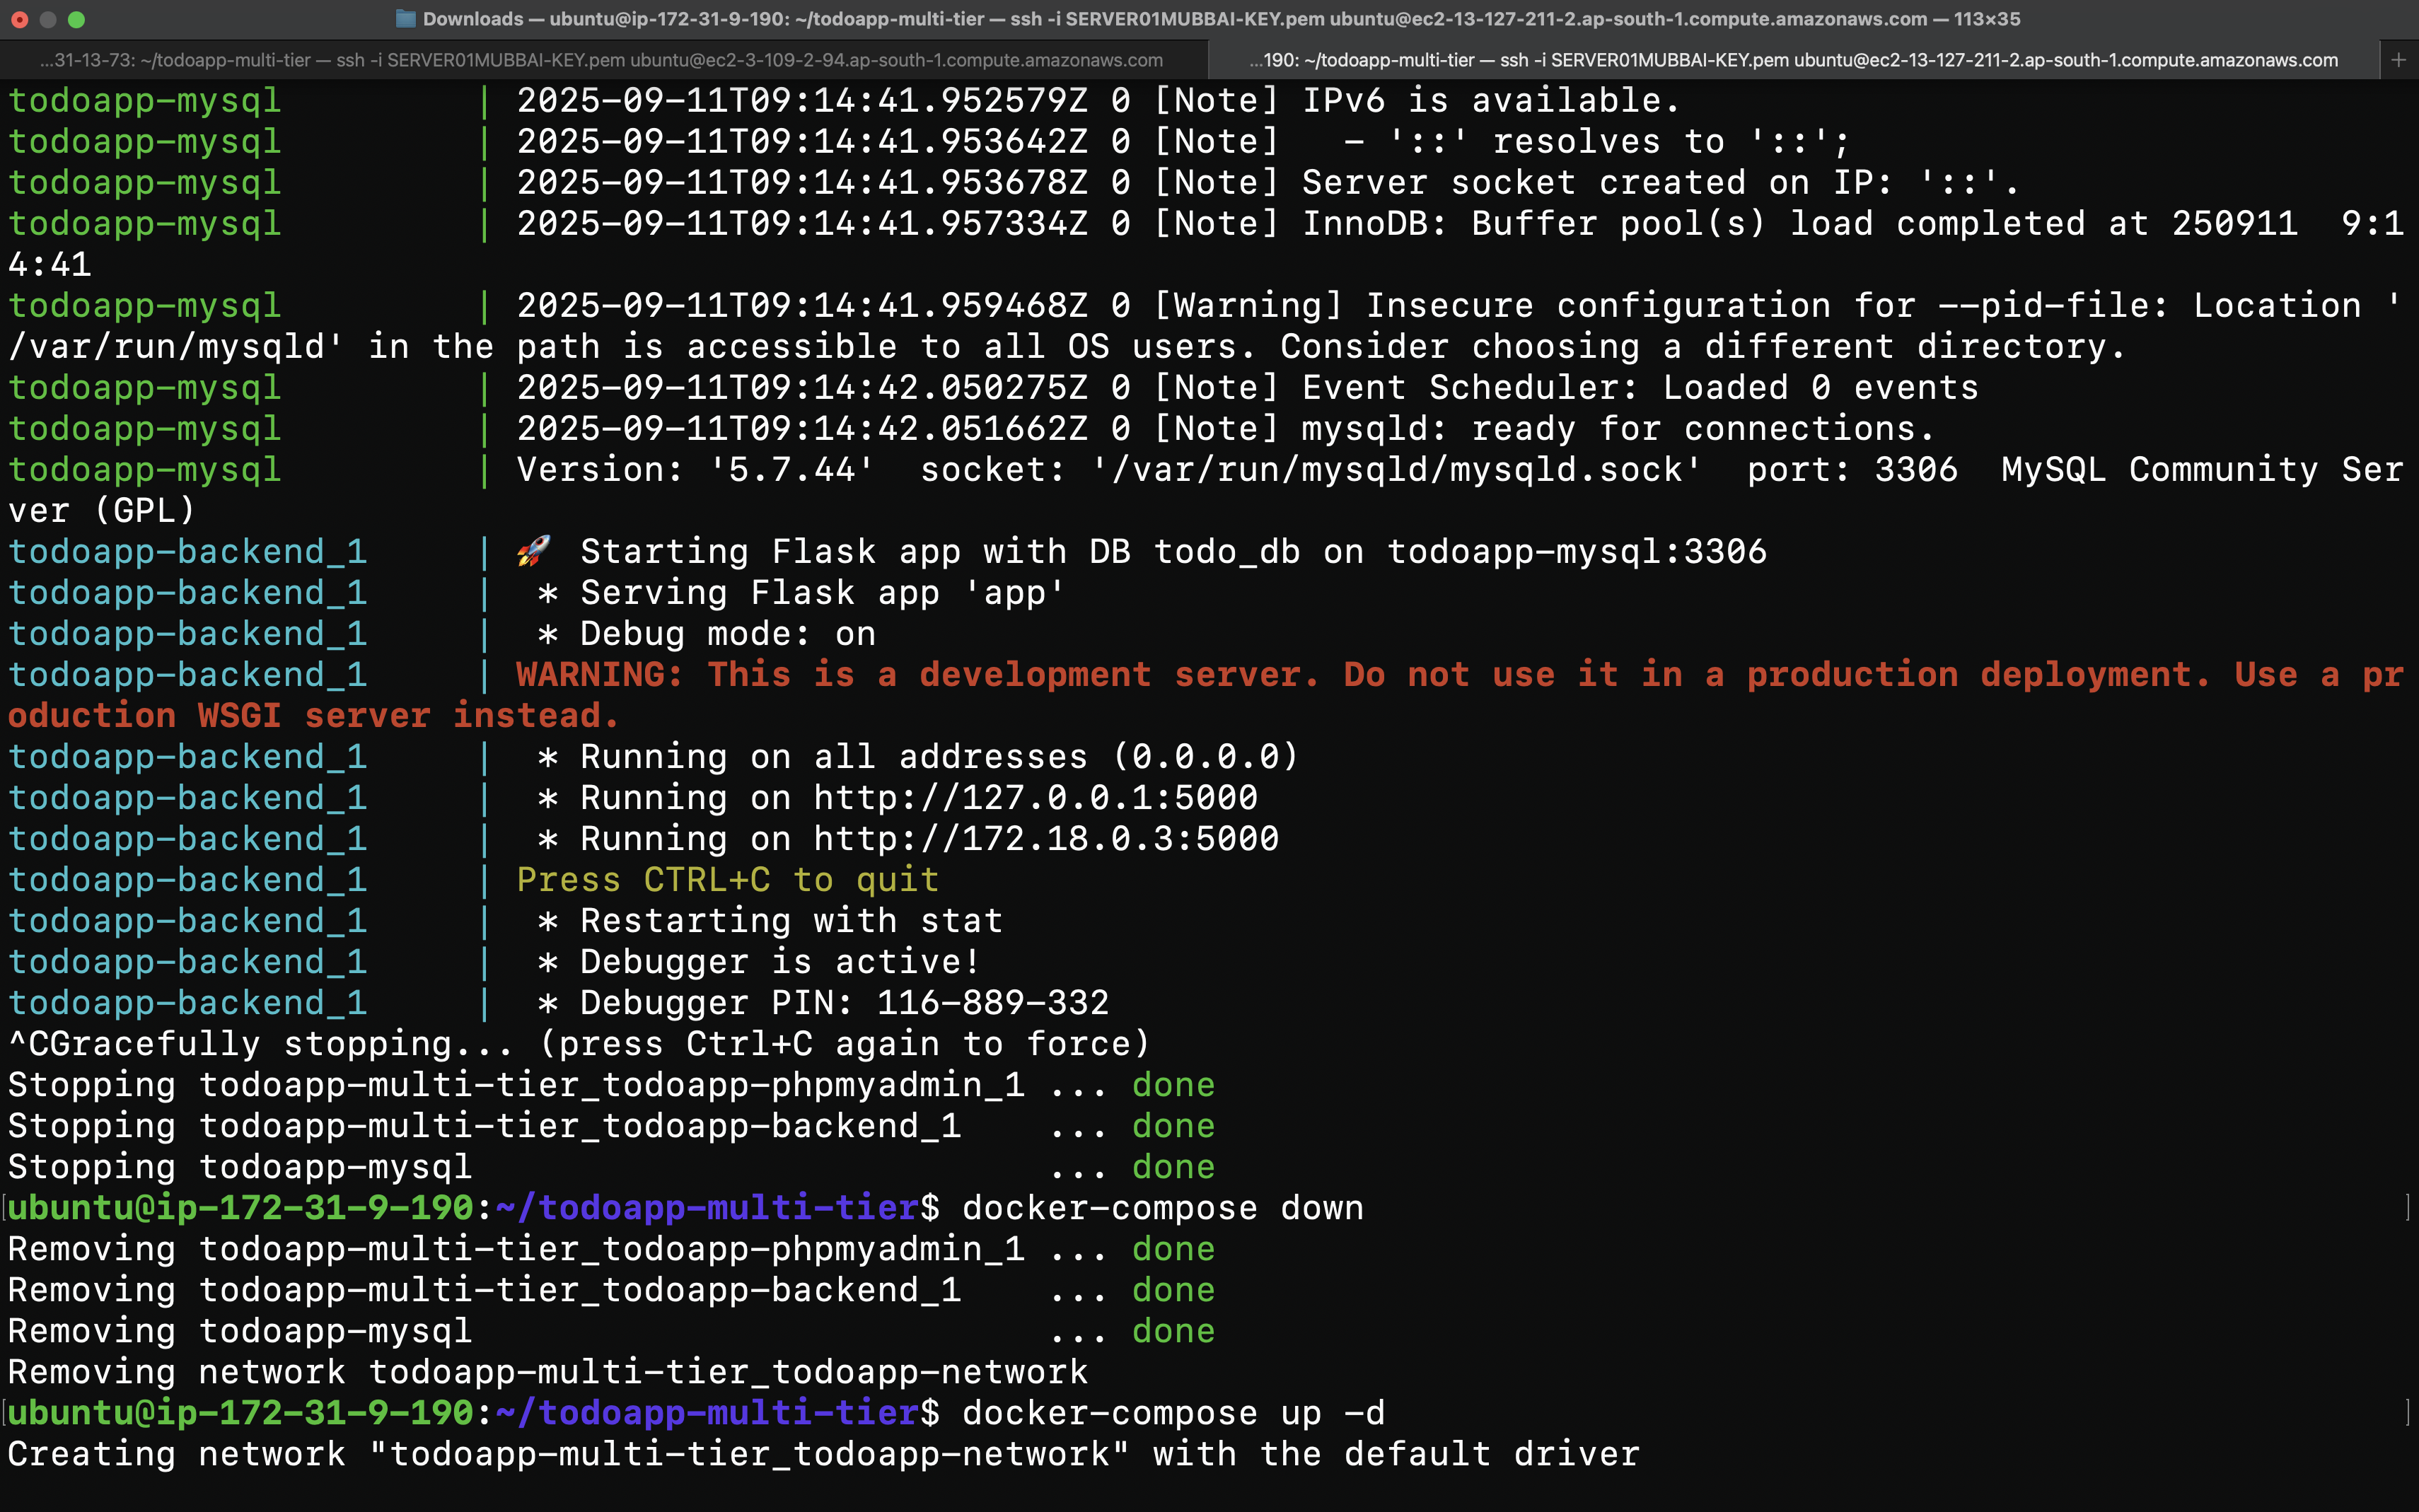 Downloads — ubuntu@ip-172-31-9-190: ~/todoapp-multi-tier — ssh -i SERVER01MUBBAI-KEY.pem ubuntu@ec2-13-127-211-2.ap-south-1.compute.amazonaws.com — 113×35
...31-13-73: ~/todoapp-multi-tier — ssh -i SERVER01MUBBAI-KEY.pem ubuntu@ec2-3-109-2-94.ap-south-1.compute.amazonaws.com
...190: ~/todoapp-multi-tier — ssh -i SERVER01MUBBAI-KEY.pem ubuntu@ec2-13-127-211-2.ap-south-1.compute.amazonaws.com +
todoapp-mysql | 2025-09-11T09:14:41.952579Z 0 [Note] IPv6 is available.
todoapp-mysql | 2025-09-11T09:14:41.953642Z 0 [Note]   - '::' resolves to '::';
todoapp-mysql | 2025-09-11T09:14:41.953678Z 0 [Note] Server socket created on IP: '::'.
todoapp-mysql | 2025-09-11T09:14:41.957334Z 0 [Note] InnoDB: Buffer pool(s) load completed at 250911  9:1
4:41
todoapp-mysql | 2025-09-11T09:14:41.959468Z 0 [Warning] Insecure configuration for --pid-file: Location '
/var/run/mysqld' in the path is accessible to all OS users. Consider choosing a different directory.
todoapp-mysql | 2025-09-11T09:14:42.050275Z 0 [Note] Event Scheduler: Loaded 0 events
todoapp-mysql | 2025-09-11T09:14:42.051662Z 0 [Note] mysqld: ready for connections.
todoapp-mysql | Version: '5.7.44'  socket: '/var/run/mysqld/mysqld.sock'  port: 3306  MySQL Community Ser
ver (GPL)
todoapp-backend_1 | 🚀 Starting Flask app with DB todo_db on todoapp-mysql:3306
todoapp-backend_1 |  * Serving Flask app 'app'
todoapp-backend_1 |  * Debug mode: on
todoapp-backend_1 | WARNING: This is a development server. Do not use it in a production deployment. Use a pr
oduction WSGI server instead.
todoapp-backend_1 |  * Running on all addresses (0.0.0.0)
todoapp-backend_1 |  * Running on http://127.0.0.1:5000
todoapp-backend_1 |  * Running on http://172.18.0.3:5000
todoapp-backend_1 | Press CTRL+C to quit
todoapp-backend_1 |  * Restarting with stat
todoapp-backend_1 |  * Debugger is active!
todoapp-backend_1 |  * Debugger PIN: 116-889-332
^CGracefully stopping... (press Ctrl+C again to force)
Stopping todoapp-multi-tier_todoapp-phpmyadmin_1 ... done
Stopping todoapp-multi-tier_todoapp-backend_1    ... done
Stopping todoapp-mysql                           ... done
[ubuntu@ip-172-31-9-190:~/todoapp-multi-tier$ docker-compose down ]
Removing todoapp-multi-tier_todoapp-phpmyadmin_1 ... done
Removing todoapp-multi-tier_todoapp-backend_1    ... done
Removing todoapp-mysql                           ... done
Removing network todoapp-multi-tier_todoapp-network
[ubuntu@ip-172-31-9-190:~/todoapp-multi-tier$ docker-compose up -d ]
Creating network "todoapp-multi-tier_todoapp-network" with the default driver